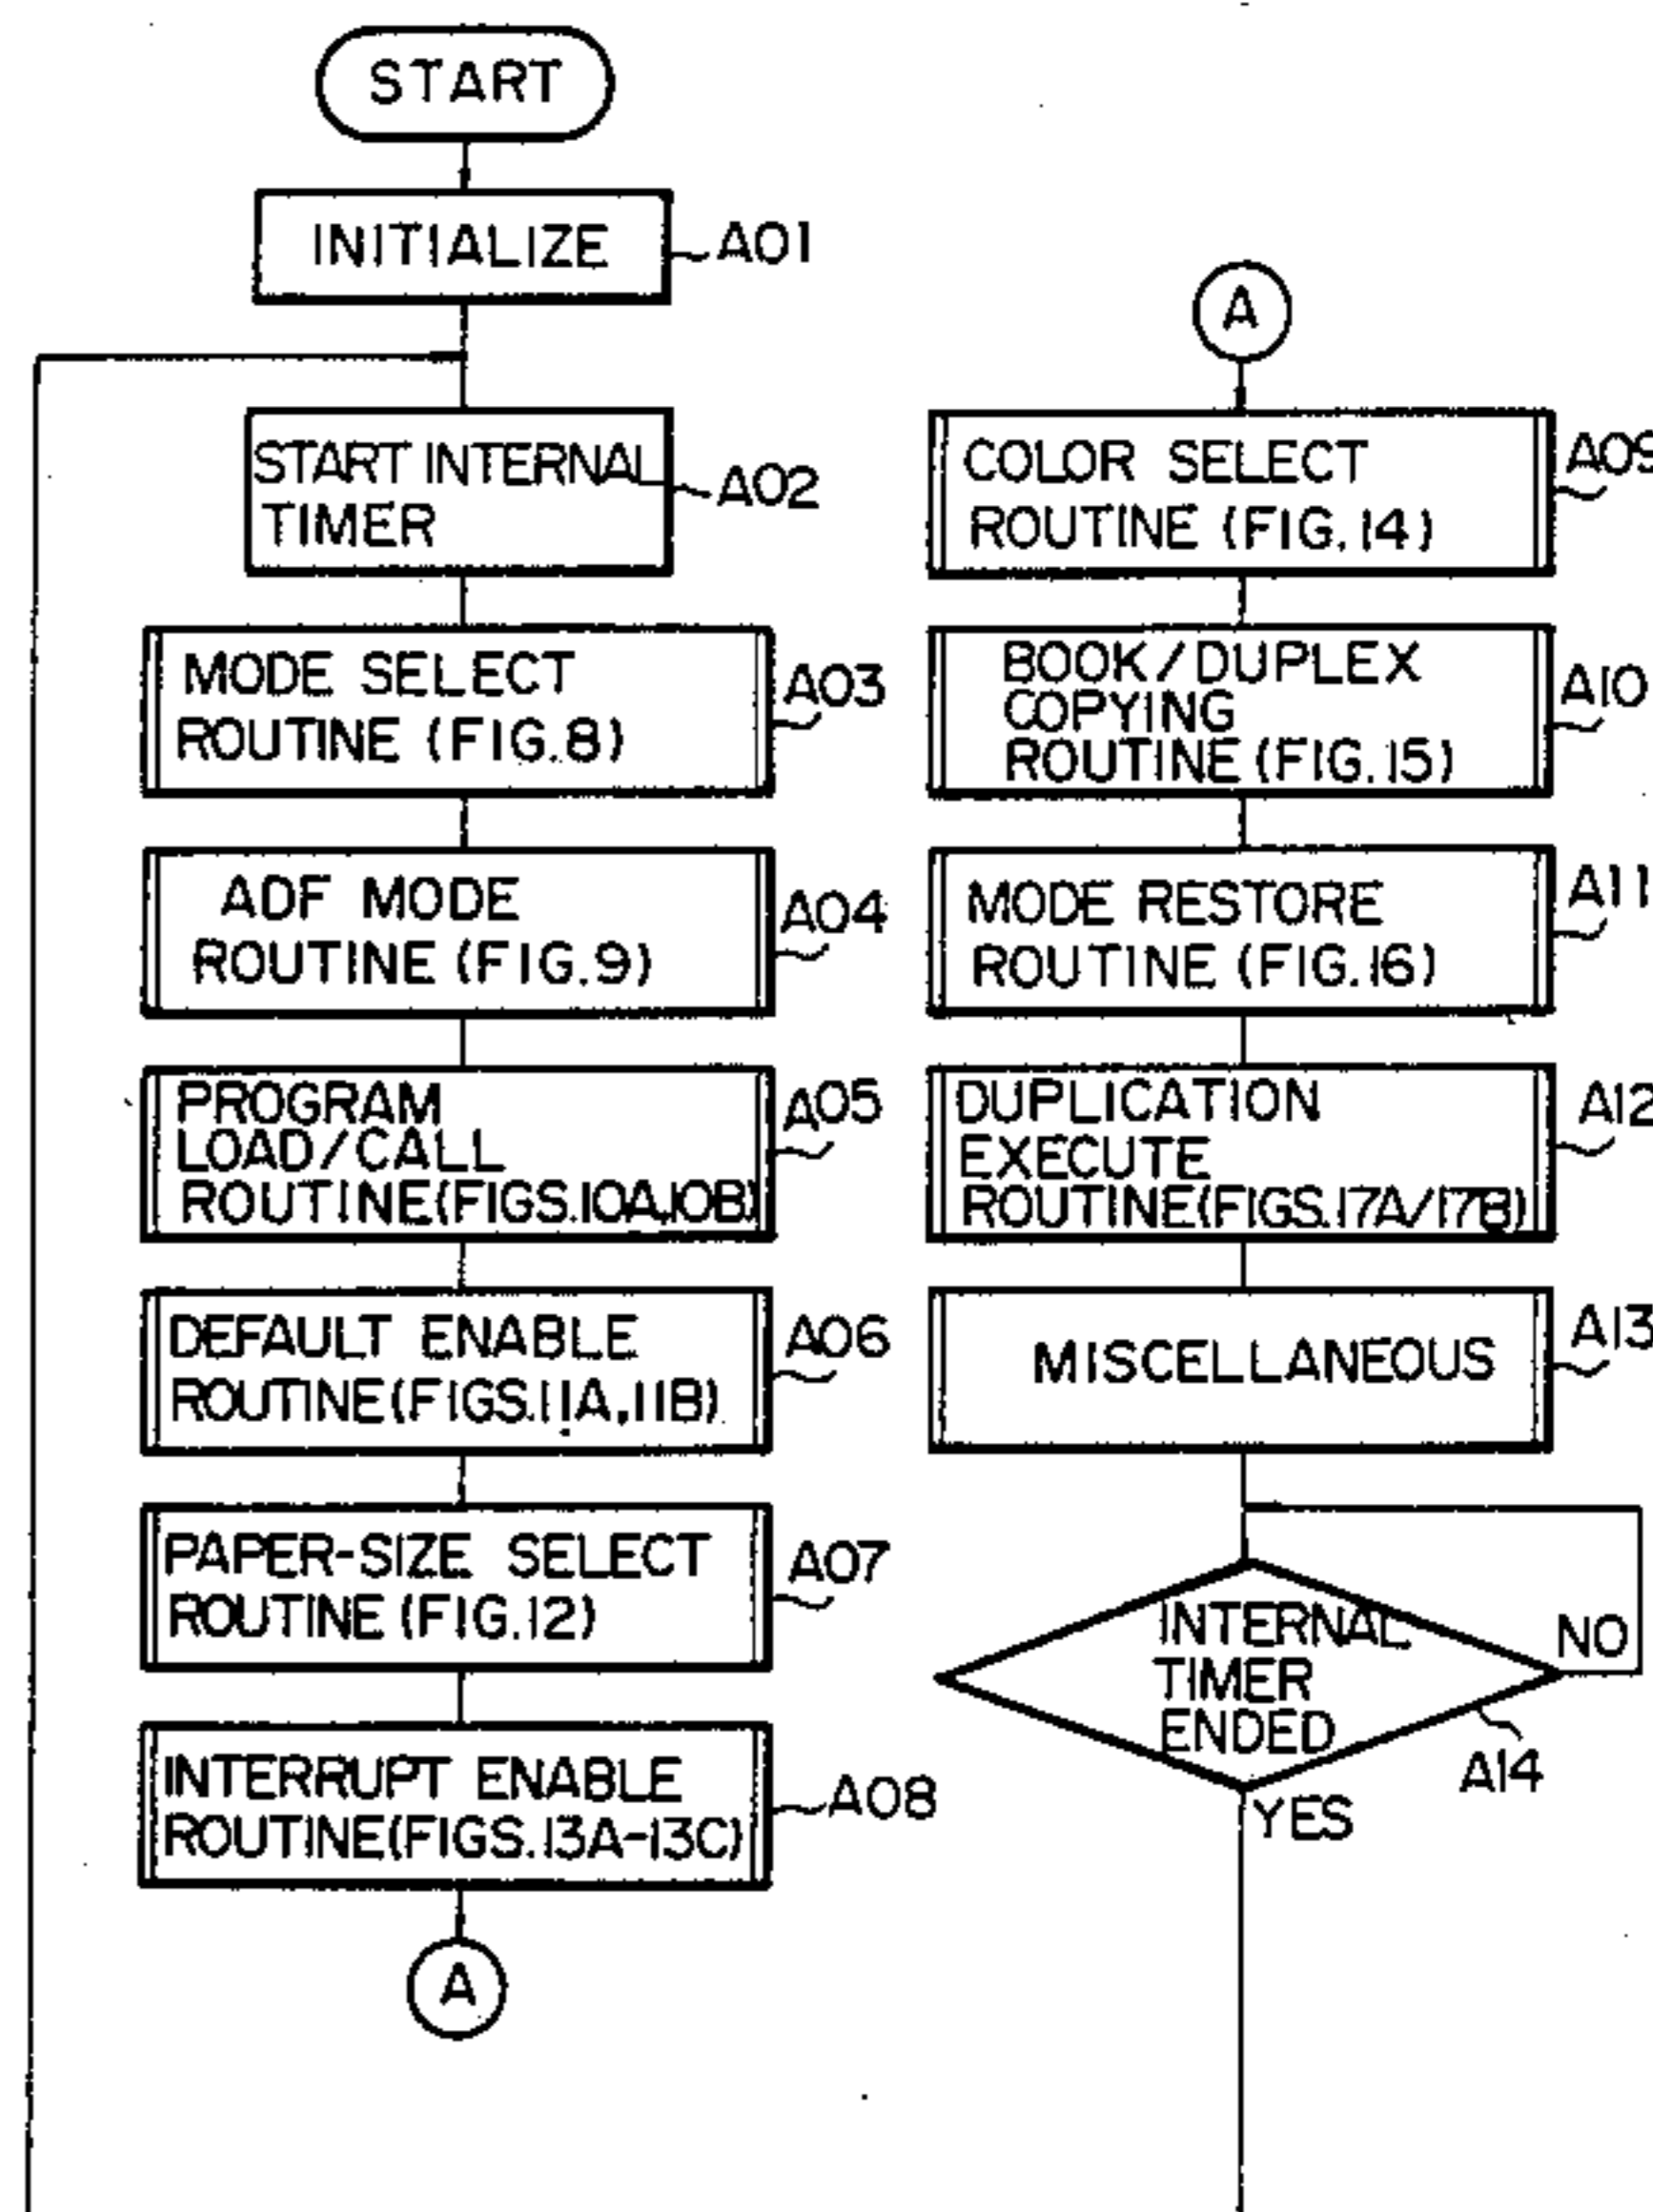 START
INITIALIZE
A01
START INTERNAL
TIMER
A02
MODE SELECT
ROUTINE (FIG.8)
A03
ADF MODE
ROUTINE (FIG.9)
A04
PROGRAM
LOAD/CALL
ROUTINE(FIGS.10A,10B)
A05
DEFAULT ENABLE
ROUTINE(FIGS.11A,11B)
A06
PAPER-SIZE SELECT
ROUTINE (FIG.12)
A07
INTERRUPT ENABLE
ROUTINE(FIGS.13A-13C)
A08
A
A
COLOR SELECT
ROUTINE (FIG.14)
A09
BOOK/DUPLEX
COPYING
ROUTINE (FIG.15)
A10
MODE RESTORE
ROUTINE (FIG.16)
A11
DUPLICATION
EXECUTE
ROUTINE(FIGS.17A/17B)
A12
MISCELLANEOUS
A13
INTERNAL
TIMER
ENDED
NO
A14
YES